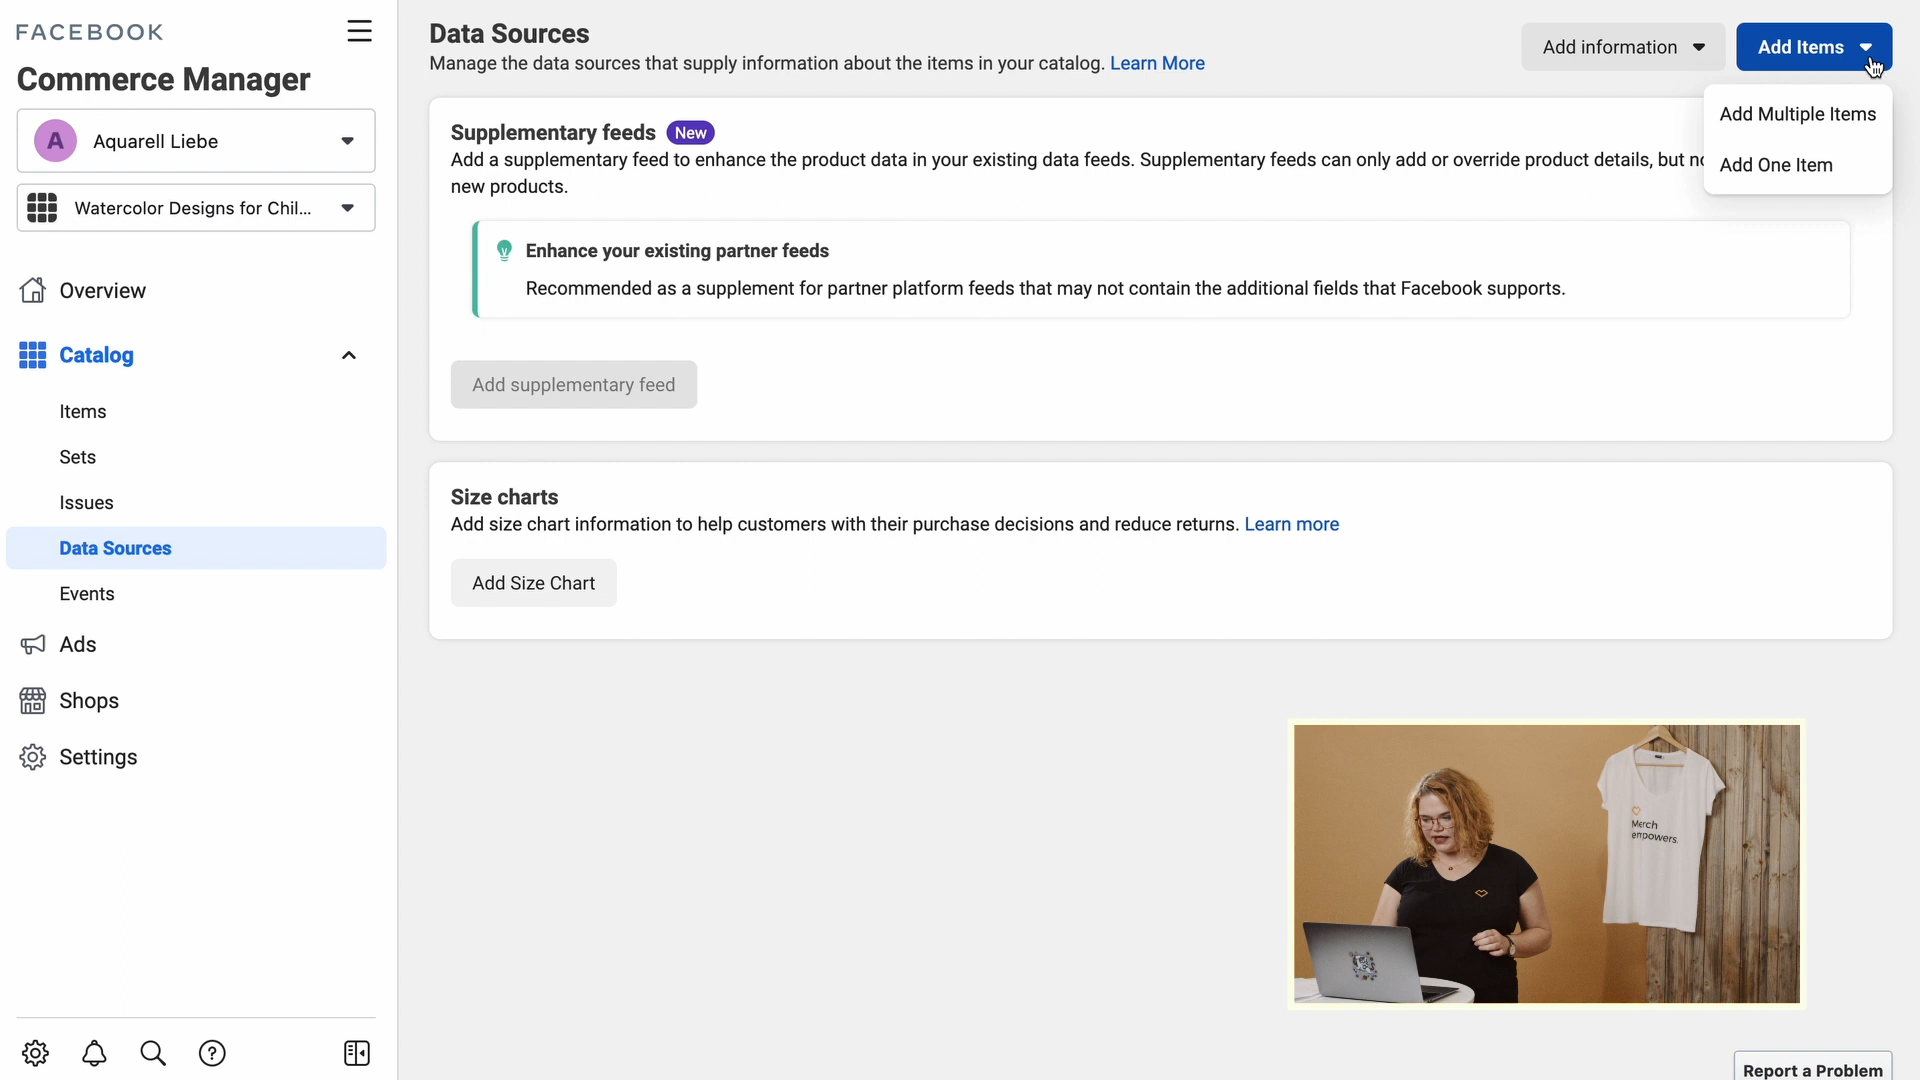 FACEBOOK
Commerce Manager
A
Aquarell Liebe
Watercolor Designs for Chil...
Overview
Catalog
Items
Sets
Issues
Data Sources
Events
Ads
Shops
Settings
Data Sources
Manage the data sources that supply information about the items in your catalog. Learn More
Add information
Add Items
Add Multiple Items
Add One Item
Supplementary feeds New
Add a supplementary feed to enhance the product data in your existing data feeds. Supplementary feeds can only add or override product details, but
new products.
Enhance your existing partner feeds
Recommended as a supplement for partner platform feeds that may not contain the additional fields that Facebook supports.
Add supplementary feed
Size charts
Add size chart information to help customers with their purchase decisions and reduce returns. Learn more
Add Size Chart
Merch
empowers.
Report a Problem